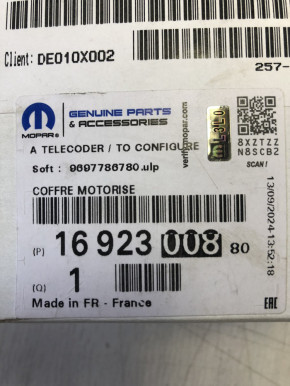 Client: DE010X002
257-
MOPAR®
GENUINE PARTS
& ACCESSORIES
A TELECODER / TO CONFIGURE
Soft : 9697786780.ulp
verifymopar.com
8XZTZZ
N8SCB2
SCAN!
COFFRE MOTORISE
13/09/2024-13:52:18
(P) 16 923 008 80
(Q) 1
Made in FR - France
EAC